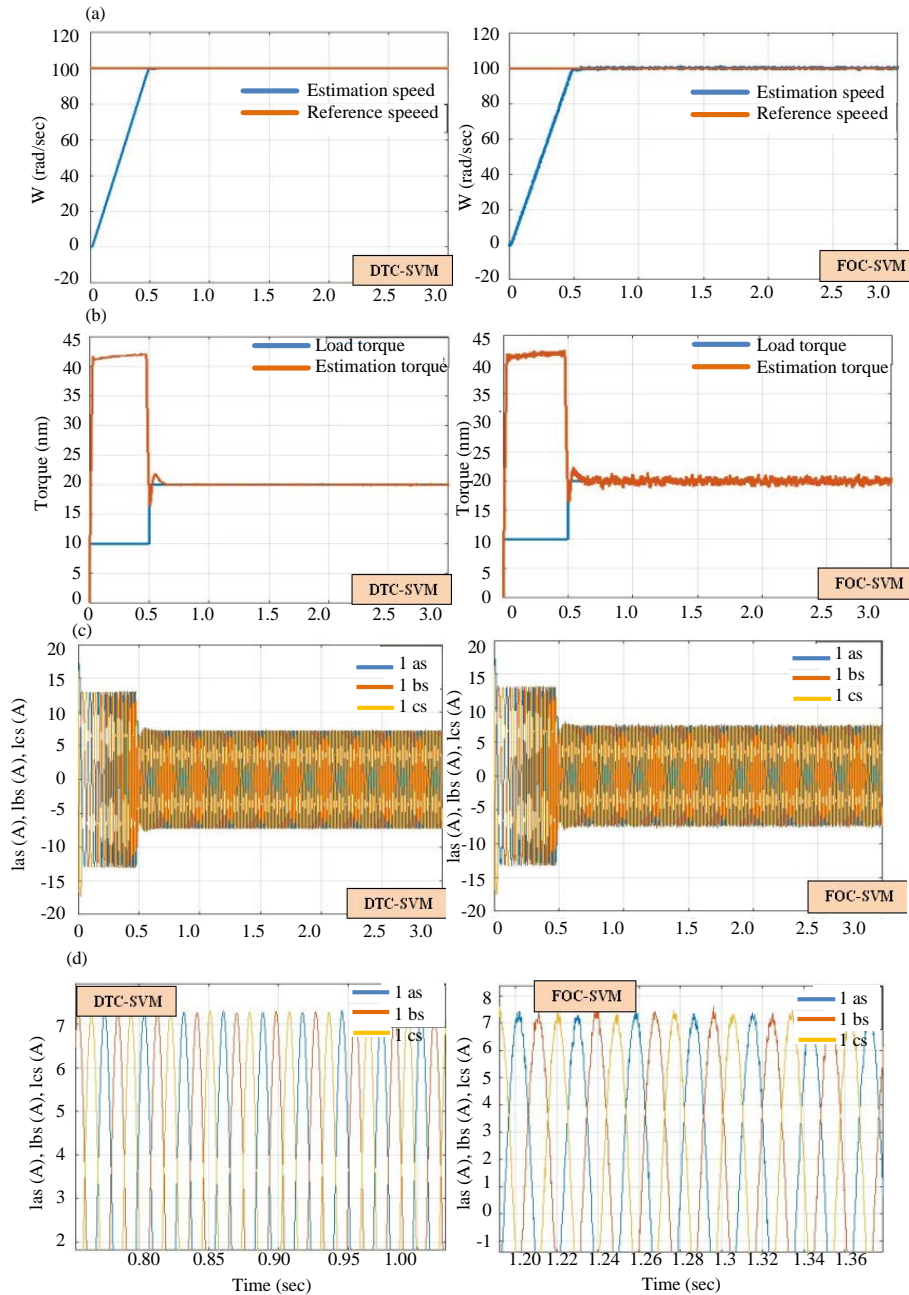 (a)
120
100
80
60
40
20
0
-20
W (rad/sec)
Estimation speed
Reference speeed
DTC-SVM
0 0.5 1.0 1.5 2.0 2.5 3.0
120
100
80
60
40
20
0
-20
W (rad/sec)
Estimation speed
Reference speeed
FOC-SVM
0 0.5 1.0 1.5 2.0 2.5 3.0
(b)
45
40
35
30
25
20
15
10
5
0
Torque (nm)
Load torque
Estimation torque
DTC-SVM
0 0.5 1.0 1.5 2.0 2.5 3.0
45
40
35
30
25
20
15
10
5
0
Torque (nm)
Load torque
Estimation torque
FOC-SVM
0 0.5 1.0 1.5 2.0 2.5 3.0
(c)
20
15
10
5
0
-5
-10
-15
-20
Ias (A), lbs (A), lcs (A)
1 as
1 bs
1 cs
DTC-SVM
0 0.5 1.0 1.5 2.0 2.5 3.0
20
15
10
5
0
-5
-10
-15
-20
Ias (A), lbs (A), lcs (A)
1 as
1 bs
1 cs
FOC-SVM
0 0.5 1.0 1.5 2.0 2.5 3.0
(d)
7
6
5
4
3
2
Ias (A), lbs (A), lcs (A)
DTC-SVM
1 as
1 bs
1 cs
0.80 0.85 0.90 0.95 1.00
Time (sec)
8
7
6
5
4
3
2
1
0
-1
Ias (A), lbs (A), lcs (A)
FOC-SVM
1 as
1 bs
1 cs
1.20 1.22 1.24 1.26 1.28 1.30 1.32 1.34 1.36
Time (sec)